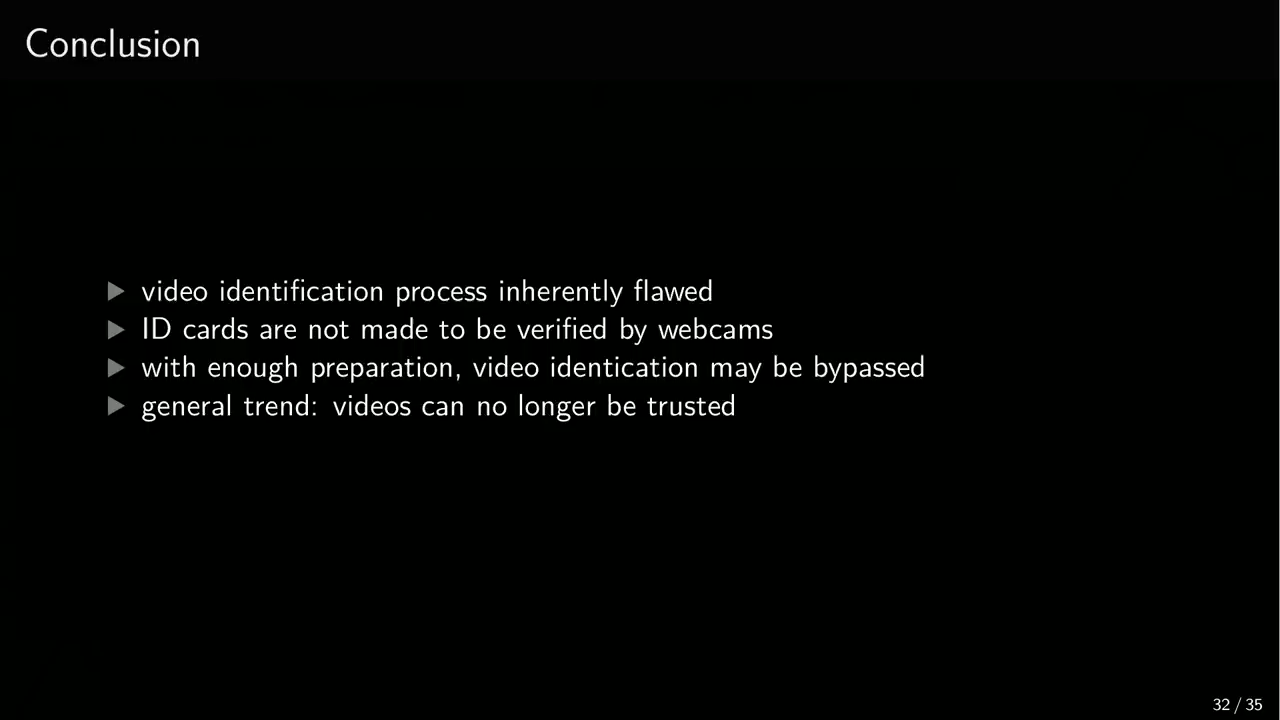 Conclusion
▶ video identification process inherently flawed
▶ ID cards are not made to be verified by webcams
▶ with enough preparation, video identication may be bypassed
▶ general trend: videos can no longer be trusted
32 / 35